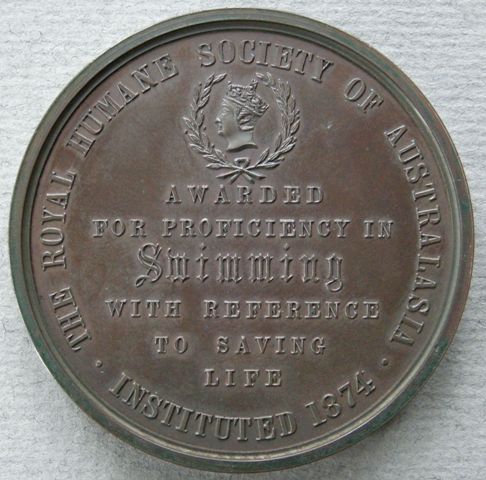 THE ROYAL HUMANE SOCIETY OF AUSTRALASIA
AWARDED
FOR PROFICIENCY IN
Swimming
WITH REFERENCE
TO SAVING
LIFE
· INSTITUTED 1874 ·